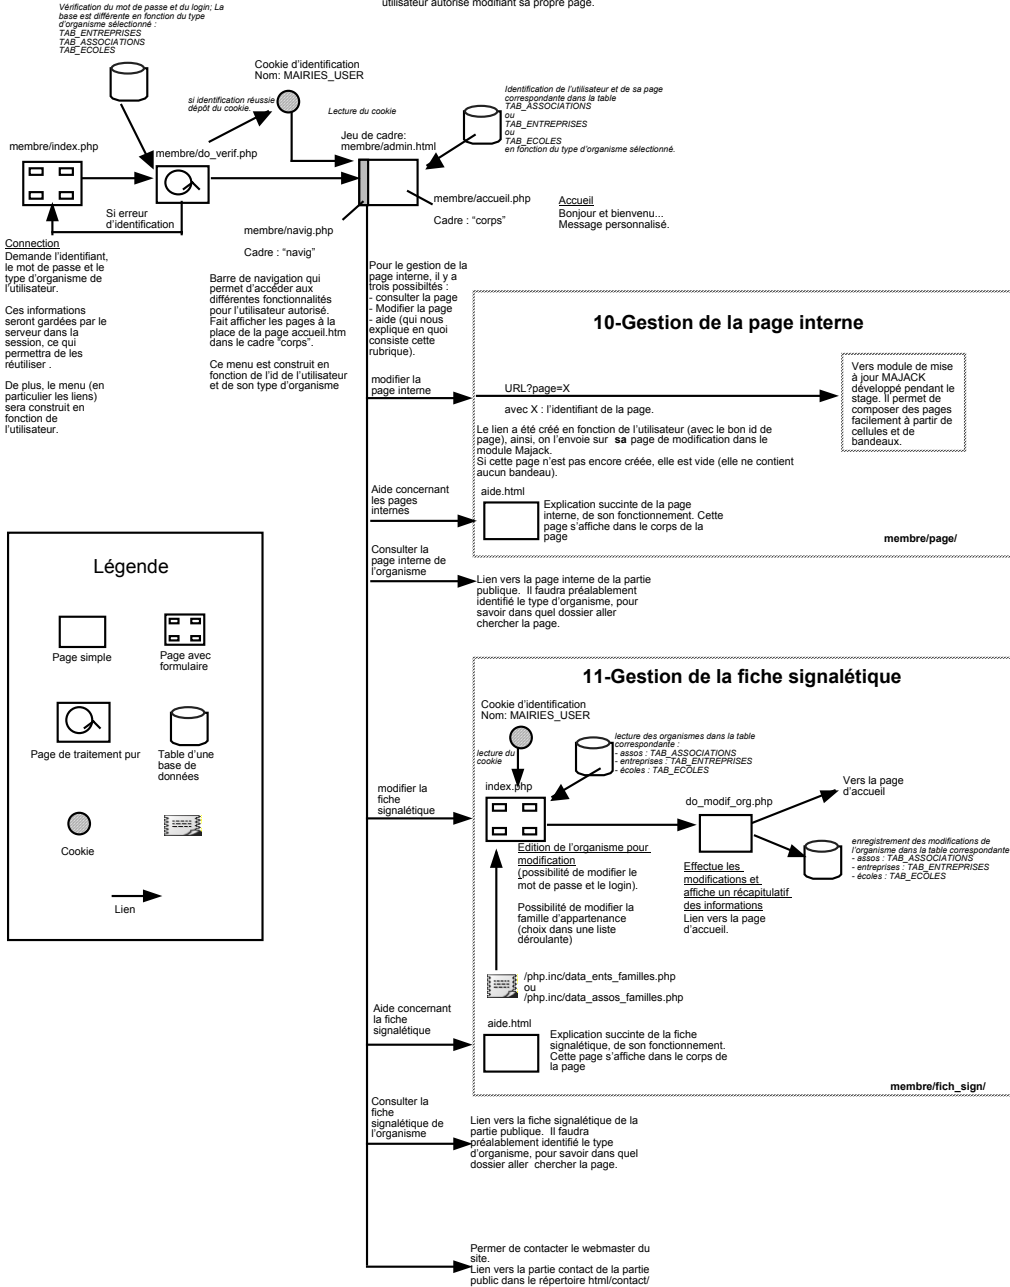 utilisateur autorisé modifiant sa propre page.
Vérification du mot de passe et du login; La
base est différente en fonction du type
d'organisme sélectionné :
TAB_ENTREPRISES
TAB_ASSOCIATIONS
TAB_ECOLES
Cookie d'identification
Nom: MAIRIES_USER
si identification réussie
dépôt du cookie.
Lecture du cookie
Identification de l'utilisateur et de sa page
correspondante dans la table
TAB_ASSOCIATIONS
ou
TAB_ENTREPRISES
ou
TAB_ECOLES
en fonction du type d'organisme sélectionné.
Jeu de cadre:
membre/admin.html
membre/index.php
membre/do_verif.php
Si erreur
d'identification
membre/navig.php
Cadre : "navig"
membre/accueil.php
Cadre : "corps"
Accueil
Bonjour et bienvenu...
Message personnalisé.
Connection
Demande l'identifiant,
le mot de passe et le
type d'organisme de
l'utilisateur.
Ces informations
seront gardées par le
serveur dans la
session, ce qui
permettra de les
réutiliser .
De plus, le menu (en
particulier les liens)
sera construit en
fonction de
l'utilisateur.
Barre de navigation qui
permet d'accéder aux
différentes fonctionnalités
pour l'utilisateur autorisé.
Fait afficher les pages à la
place de la page accueil.htm
dans le cadre "corps".
Ce menu est construit en
fonction de l'id de l'utilisateur
et de son type d'organisme
Pour le gestion de la
page interne, il y a
trois possibiltés :
- consulter la page
- Modifier la page
- aide (qui nous
explique en quoi
consiste cette
rubrique).
modifier la
page interne
10-Gestion de la page interne
URL?page=X
avec X : l'identifiant de la page.
Vers module de mise
à jour MAJACK
développé pendant le
stage. Il permet de
composer des pages
facilement à partir de
cellules et de
bandeaux.
Le lien a été créé en fonction de l'utilisateur (avec le bon id de
page), ainsi, on l'envoie sur sa page de modification dans le
module Majack.
Si cette page n'est pas encore créée, elle est vide (elle ne contient
aucun bandeau).
Aide concernant
les pages
internes
aide.html
Explication succinte de la page
interne, de son fonctionnement. Cette
page s'affiche dans le corps de la
page
membre/page/
Consulter la
page interne de
l'organisme
Lien vers la page interne de la partie
publique. Il faudra préalablement
identifié le type d'organisme, pour
savoir dans quel dossier aller
chercher la page.
Légende
Page simple
Page avec
formulaire
Page de traitement pur
Table d'une
base de
données
Cookie
Lien
11-Gestion de la fiche signalétique
Cookie d'identification
Nom: MAIRIES_USER
lecture du
cookie
lecture des organismes dans la table
correspondante :
- assos : TAB_ASSOCIATIONS
- entreprises : TAB_ENTREPRISES
- écoles : TAB_ECOLES
modifier la
fiche
signalétique
index.php
do_modif_org.php
Vers la page
d'accueil
enregistrement des modifications de
l'organisme dans la table correspondante
- assos : TAB_ASSOCIATIONS
- entreprises : TAB_ENTREPRISES
- écoles : TAB_ECOLES
Edition de l'organisme pour
modification
(possibilité de modifier le
mot de passe et le login).
Possibilité de modifier la
famille d'appartenance
(choix dans une liste
déroulante)
Effectue les
modifications et
affiche un récapitulatif
des informations
Lien vers la page
d'accueil.
/php.inc/data_ents_familles.php
ou
/php.inc/data_assos_familles.php
Aide concernant
la fiche
signalétique
aide.html
Explication succinte de la fiche
signalétique, de son fonctionnement.
Cette page s'affiche dans le corps de
la page
membre/fich_sign/
Consulter la
fiche
signalétique de
l'organisme
Lien vers la fiche signalétique de la
partie publique. Il faudra
préalablement identifié le type
d'organisme, pour savoir dans quel
dossier aller chercher la page.
Permer de contacter le webmaster du
site.
Lien vers la partie contact de la partie
public dans le répertoire html/contact/